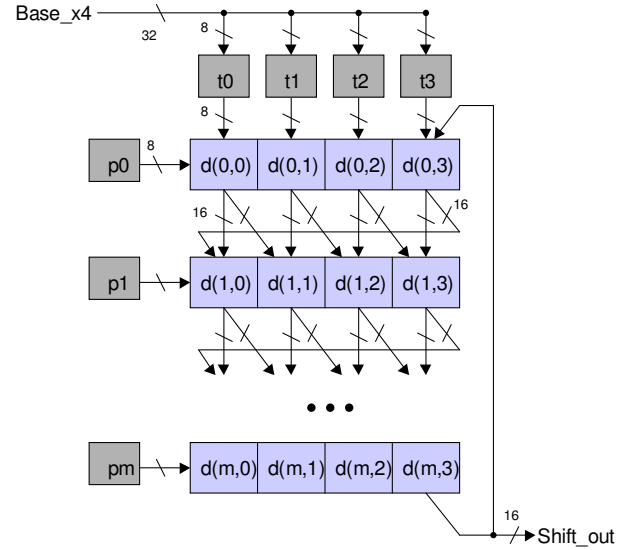 Base_x4
32
8
t0 t1 t2 t3
8
p0 8 d(0,0) d(0,1) d(0,2) d(0,3)
16 16
p1 d(1,0) d(1,1) d(1,2) d(1,3)
pm d(m,0) d(m,1) d(m,2) d(m,3)
16
Shift_out